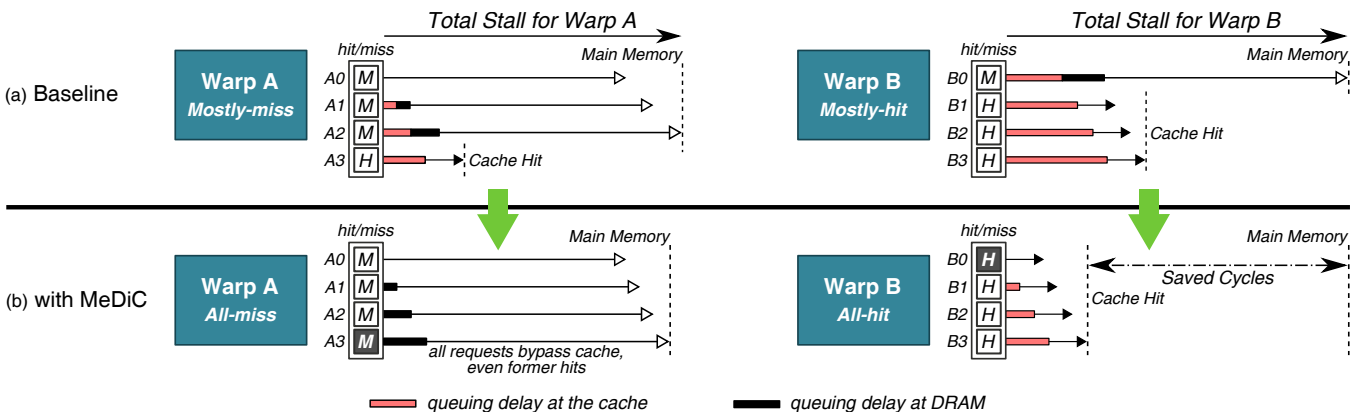 Total Stall for Warp A
Total Stall for Warp B
hit/miss
Main Memory
hit/miss
Main Memory
(a) Baseline
Warp A
Mostly-miss
A0 M
A1 M
A2 M
A3 H
Cache Hit
Warp B
Mostly-hit
B0 M
B1 H
B2 H
B3 H
Cache Hit
hit/miss
Main Memory
hit/miss
Main Memory
(b) with MeDiC
Warp A
All-miss
A0 M
A1 M
A2 M
A3 M
all requests bypass cache,
even former hits
Warp B
All-hit
B0 H
B1 H
B2 H
B3 H
Saved Cycles
Cache Hit
queuing delay at the cache
queuing delay at DRAM